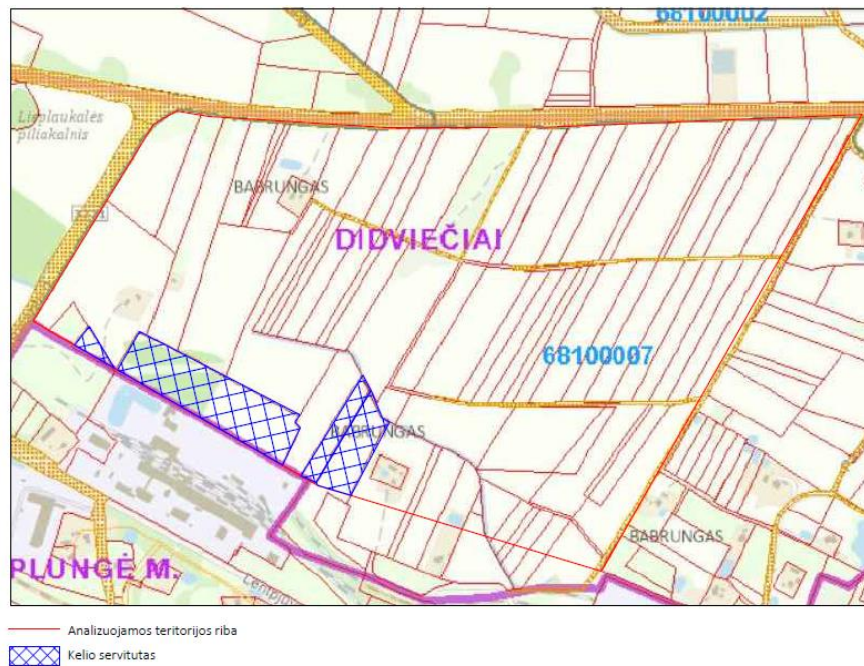 68100002
Lieplaukalės
piliakalnis
BABRUNGAS
DIDVIEČIAI
68100007
BABRUNGAS
BABRUNGAS
PLUNGĖ M.
Analizuojamos teritorijos riba
Kelio servitutas